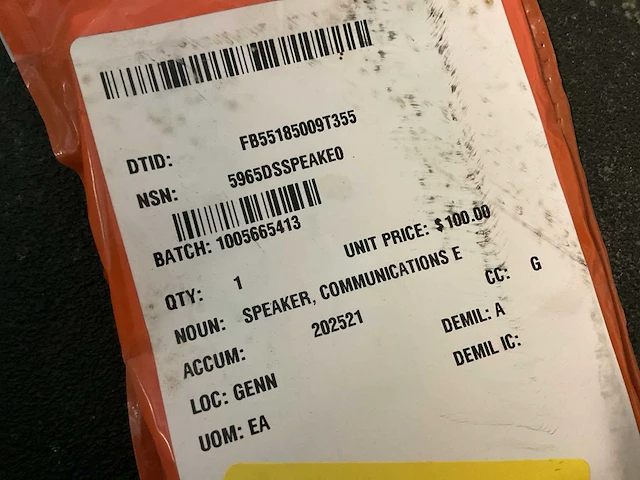 DTID: FB55185009T355
NSN: 5965DSSPEAKE0
BATCH: 1005665413
UNIT PRICE: $100.00
QTY: 1
NOUN: SPEAKER, COMMUNICATIONS E
CC: G
ACCUM: 202521
DEMIL: A
LOC: GENN
DEMIL IC:
UOM: EA